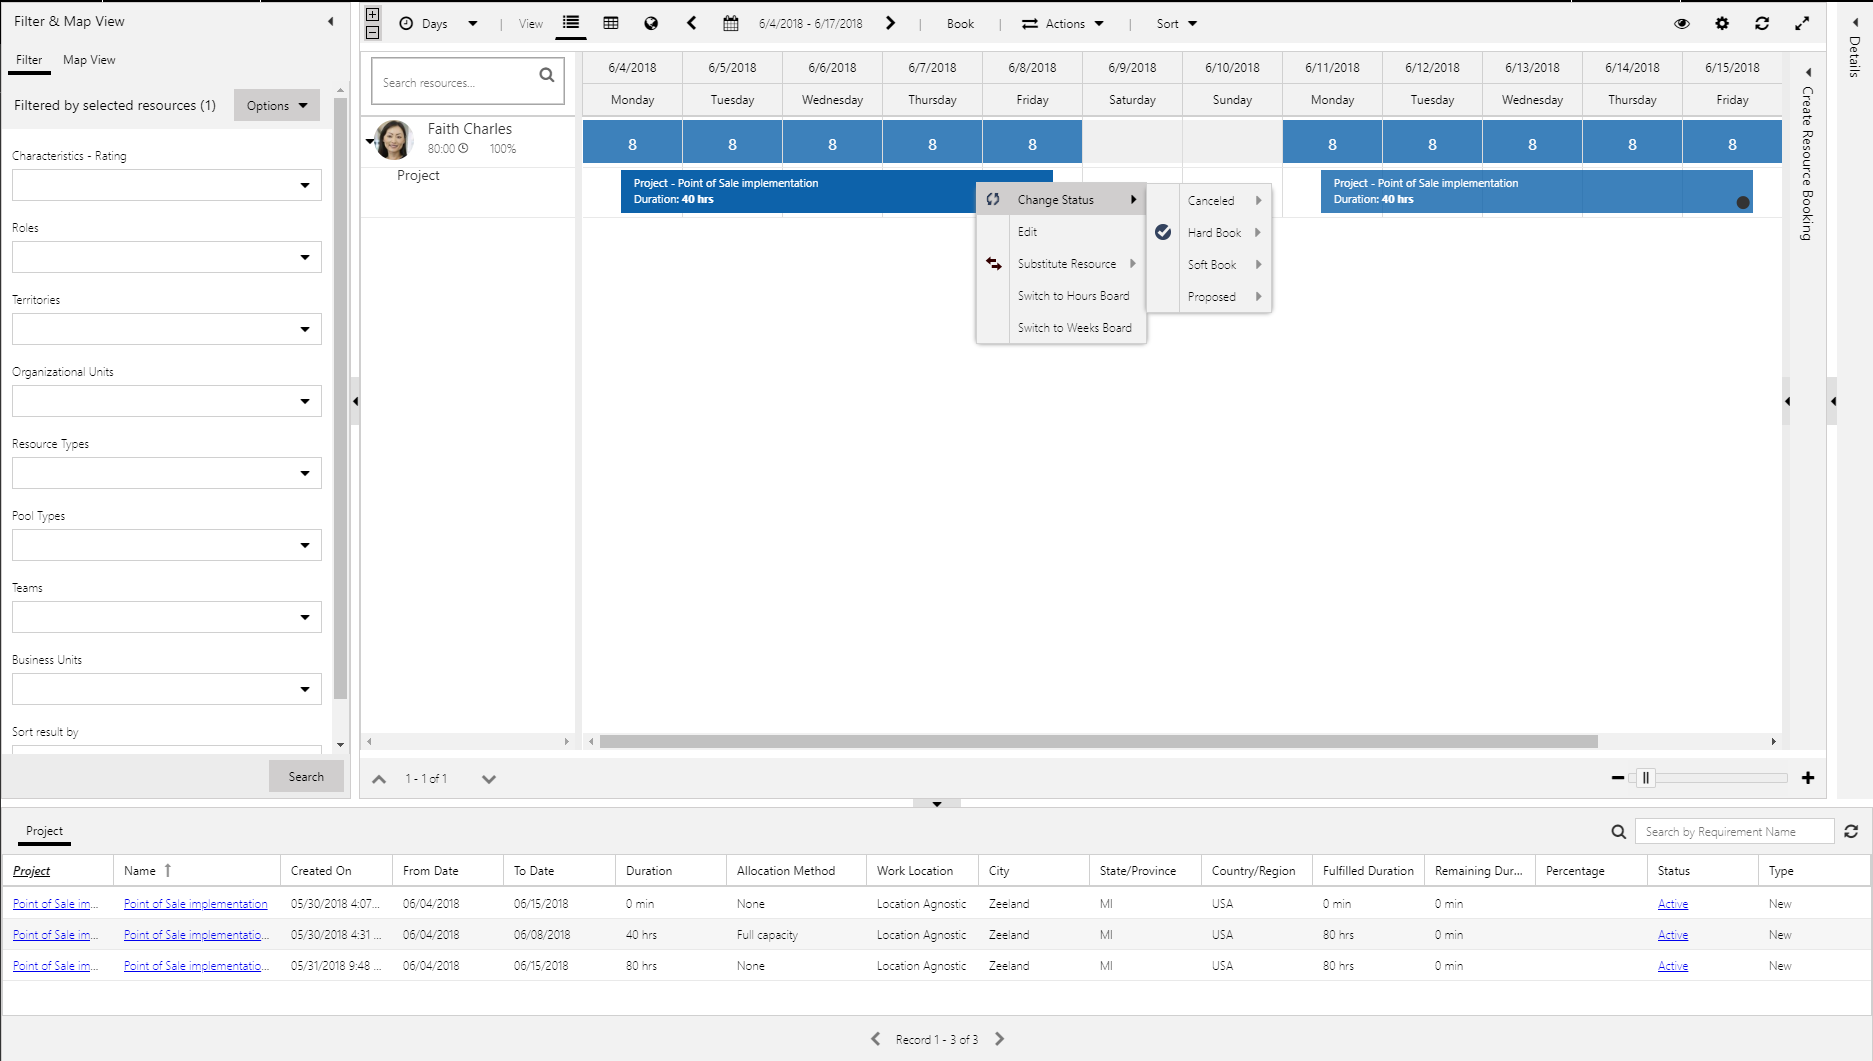 Filter & Map View
Filter Map View
Filtered by selected resources (1) Options
Characteristics - Rating
Roles
Territories
Organizational Units
Resource Types
Pool Types
Teams
Business Units
Sort result by
Search
Days View 6/4/2018 - 6/17/2018 Book Actions Sort
Search resources...
6/4/2018 6/5/2018 6/6/2018 6/7/2018 6/8/2018 6/9/2018 6/10/2018 6/11/2018 6/12/2018 6/13/2018 6/14/2018 6/15/2018
Monday Tuesday Wednesday Thursday Friday Saturday Sunday Monday Tuesday Wednesday Thursday Friday
Faith Charles
80:00 100%
8 8 8 8 8 8 8 8 8 8
Project
Project - Point of Sale implementation
Duration: 40 hrs
Project - Point of Sale implementation
Duration: 40 hrs
Change Status
Edit
Substitute Resource
Switch to Hours Board
Switch to Weeks Board
Canceled
Hard Book
Soft Book
Proposed
1 - 1 of 1
Create Resource Booking
Details
Project
Search by Requirement Name
Project Name Created On From Date To Date Duration Allocation Method Work Location City State/Province Country/Region Fulfilled Duration Remaining Dur... Percentage Status Type
Point of Sale im... Point of Sale implementation 05/30/2018 4:07... 06/04/2018 06/15/2018 0 min None Location Agnostic Zeeland MI USA 0 min 0 min Active New
Point of Sale im... Point of Sale implementatio... 05/30/2018 4:31 ... 06/04/2018 06/08/2018 40 hrs Full capacity Location Agnostic Zeeland MI USA 80 hrs 0 min Active New
Point of Sale im... Point of Sale implementatio... 05/31/2018 9:48 ... 06/04/2018 06/15/2018 80 hrs None Location Agnostic Zeeland MI USA 80 hrs 0 min Active New
Record 1 - 3 of 3